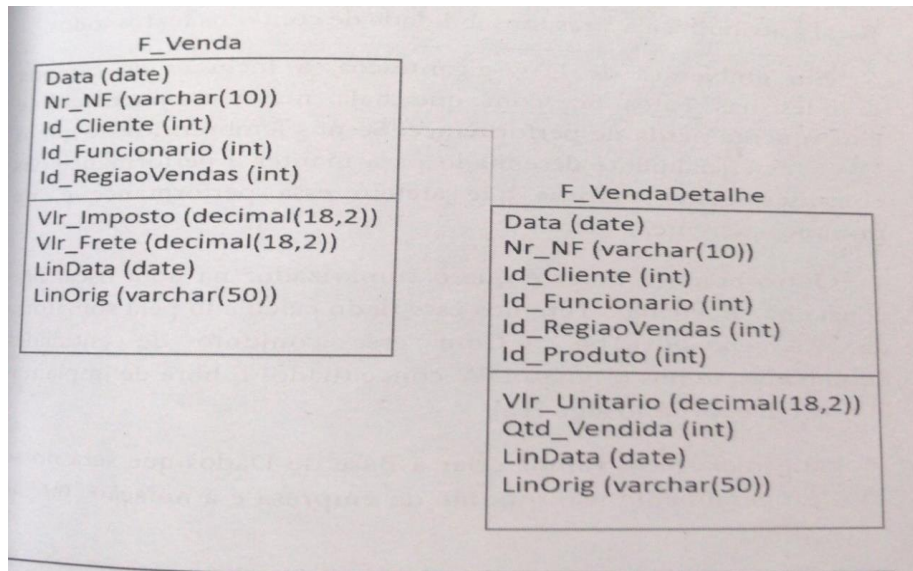 F_Venda
Data (date)
Nr_NF (varchar(10))
Id_Cliente (int)
Id_Funcionario (int)
Id_RegiaoVendas (int)
Vlr_Imposto (decimal(18,2))
Vlr_Frete (decimal(18,2))
LinData (date)
LinOrig (varchar(50))
F_VendaDetalhe
Data (date)
Nr_NF (varchar(10))
Id_Cliente (int)
Id_Funcionario (int)
Id_RegiaoVendas (int)
Id_Produto (int)
Vlr_Unitario (decimal(18,2))
Qtd_Vendida (int)
LinData (date)
LinOrig (varchar(50))